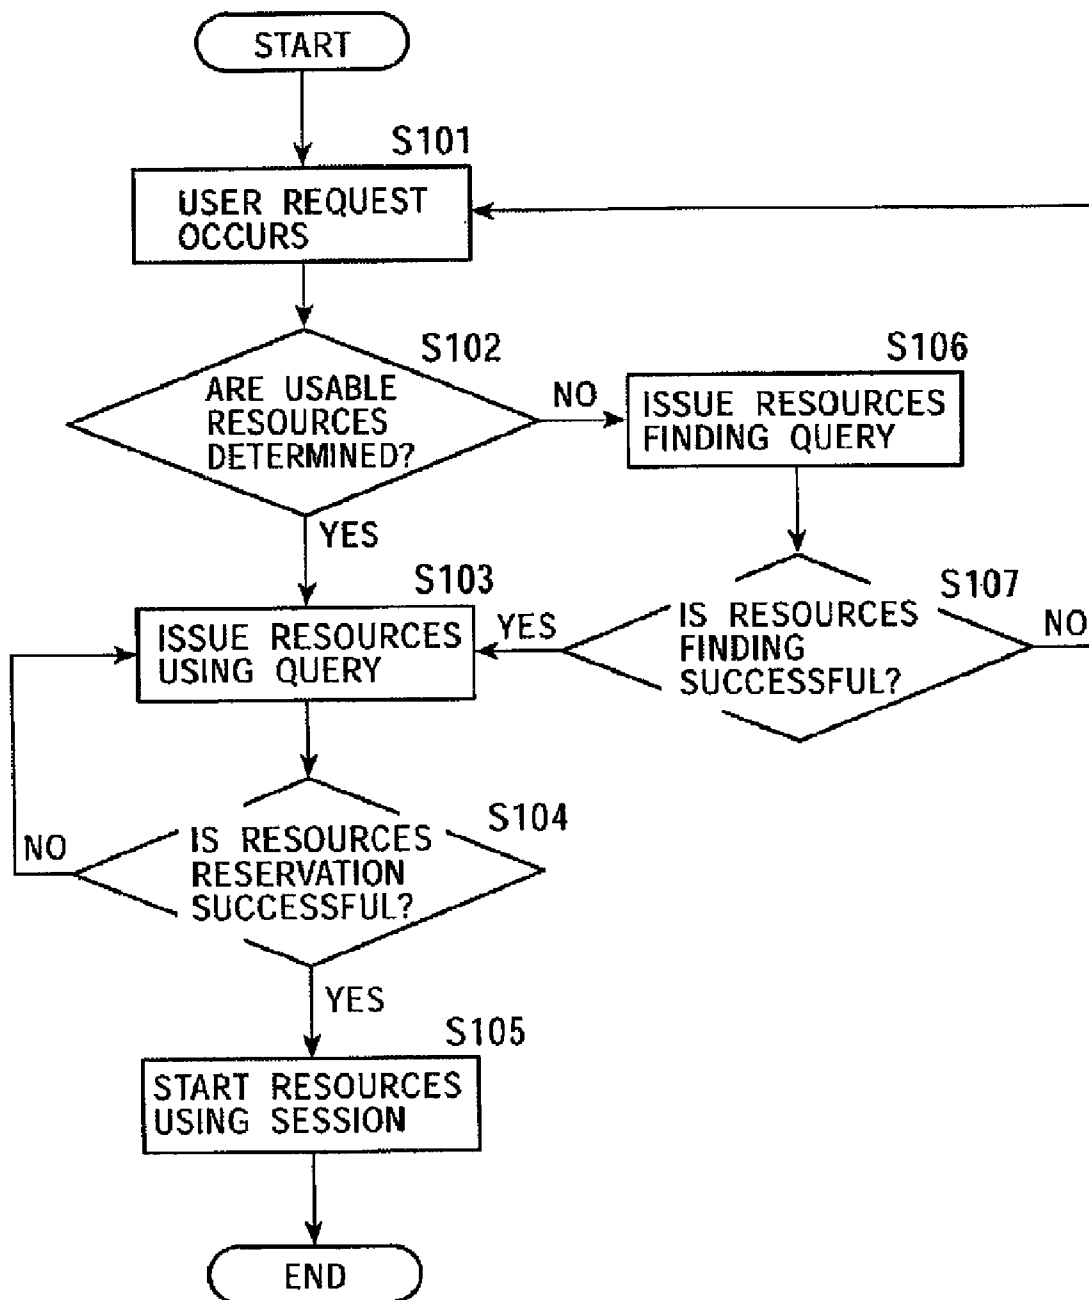 START
S101
USER REQUEST
OCCURS
S102
ARE USABLE
RESOURCES
DETERMINED?
NO
S106
ISSUE RESOURCES
FINDING QUERY
YES
S103
ISSUE RESOURCES
USING QUERY
YES
S107
IS RESOURCES
FINDING
SUCCESSFUL?
NO
S104
IS RESOURCES
RESERVATION
SUCCESSFUL?
NO
YES
S105
START RESOURCES
USING SESSION
END